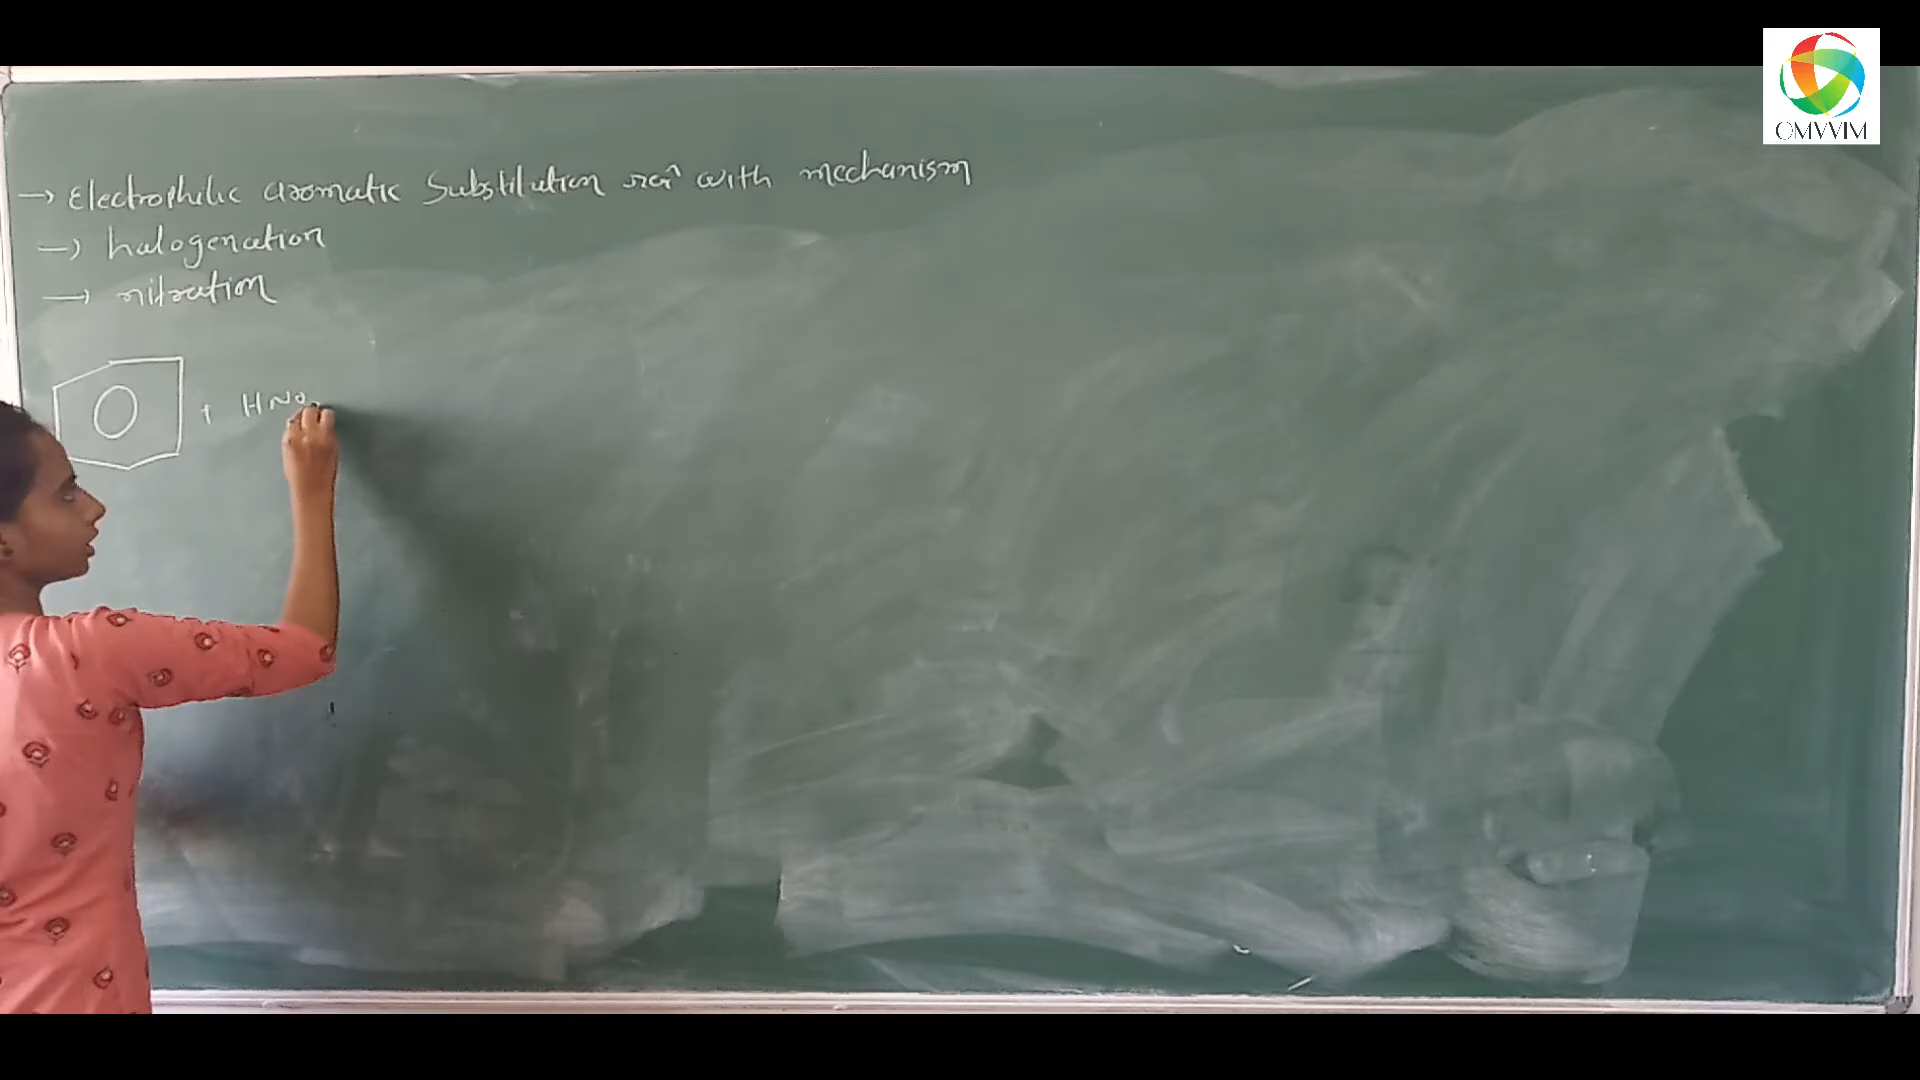 → Electrophilic aromatic Substitution rxn with mechanism
→ halogenation
→ nitration
+ HNO
OMVVIM